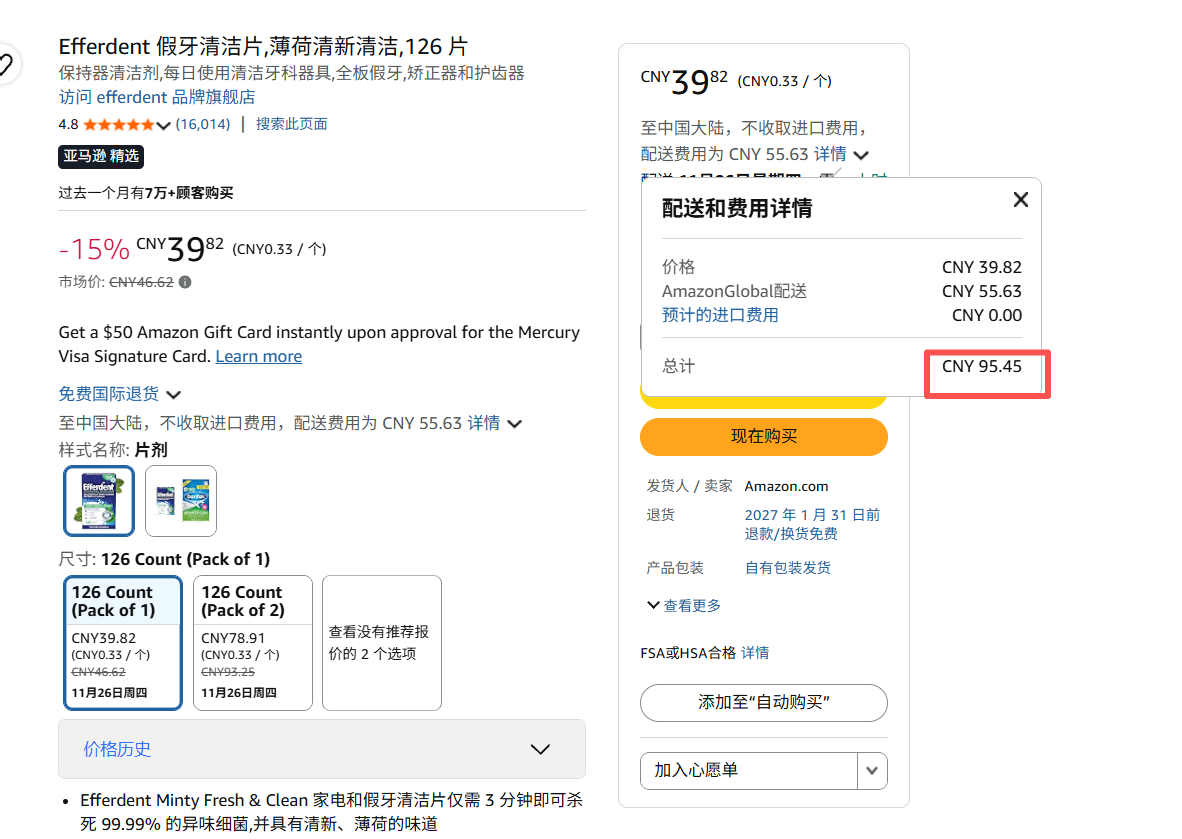 Efferdent 假牙清洁片,薄荷清新清洁,126 片
保持器清洁剂,每日使用清洁牙科器具,全板假牙,矫正器和护齿器
访问 efferdent 品牌旗舰店
4.8 (16,014) | 搜索此页面
亚马逊 精选
过去一个月有7万+顾客购买
-15% CNY3982 (CNY0.33 / 个)
市场价: CNY46.62
Get a $50 Amazon Gift Card instantly upon approval for the Mercury
Visa Signature Card. Learn more
免费国际退货
至中国大陆，不收取进口费用，配送费用为 CNY 55.63 详情
样式名称: 片剂
Efferdent
尺寸: 126 Count (Pack of 1)
126 Count
(Pack of 1)
CNY39.82
(CNY0.33 / 个)
CNY46.62
11月26日周四
126 Count
(Pack of 2)
CNY78.91
(CNY0.33 / 个)
CNY93.25
11月26日周四
查看没有推荐报
价的 2 个选项
价格历史
• Efferdent Minty Fresh & Clean 家电和假牙清洁片仅需 3 分钟即可杀
死 99.99% 的异味细菌,并具有清新、薄荷的味道
CNY3982 (CNY0.33 / 个)
至中国大陆，不收取进口费用，
配送费用为 CNY 55.63 详情
配送和费用详情
价格 CNY 39.82
AmazonGlobal配送 CNY 55.63
预计的进口费用 CNY 0.00
总计 CNY 95.45
现在购买
发货人 / 卖家 Amazon.com
退货 2027 年 1 月 31 日前
退款/换货免费
产品包装 自有包装发货
查看更多
FSA或HSA合格 详情
添加至“自动购买”
加入心愿单